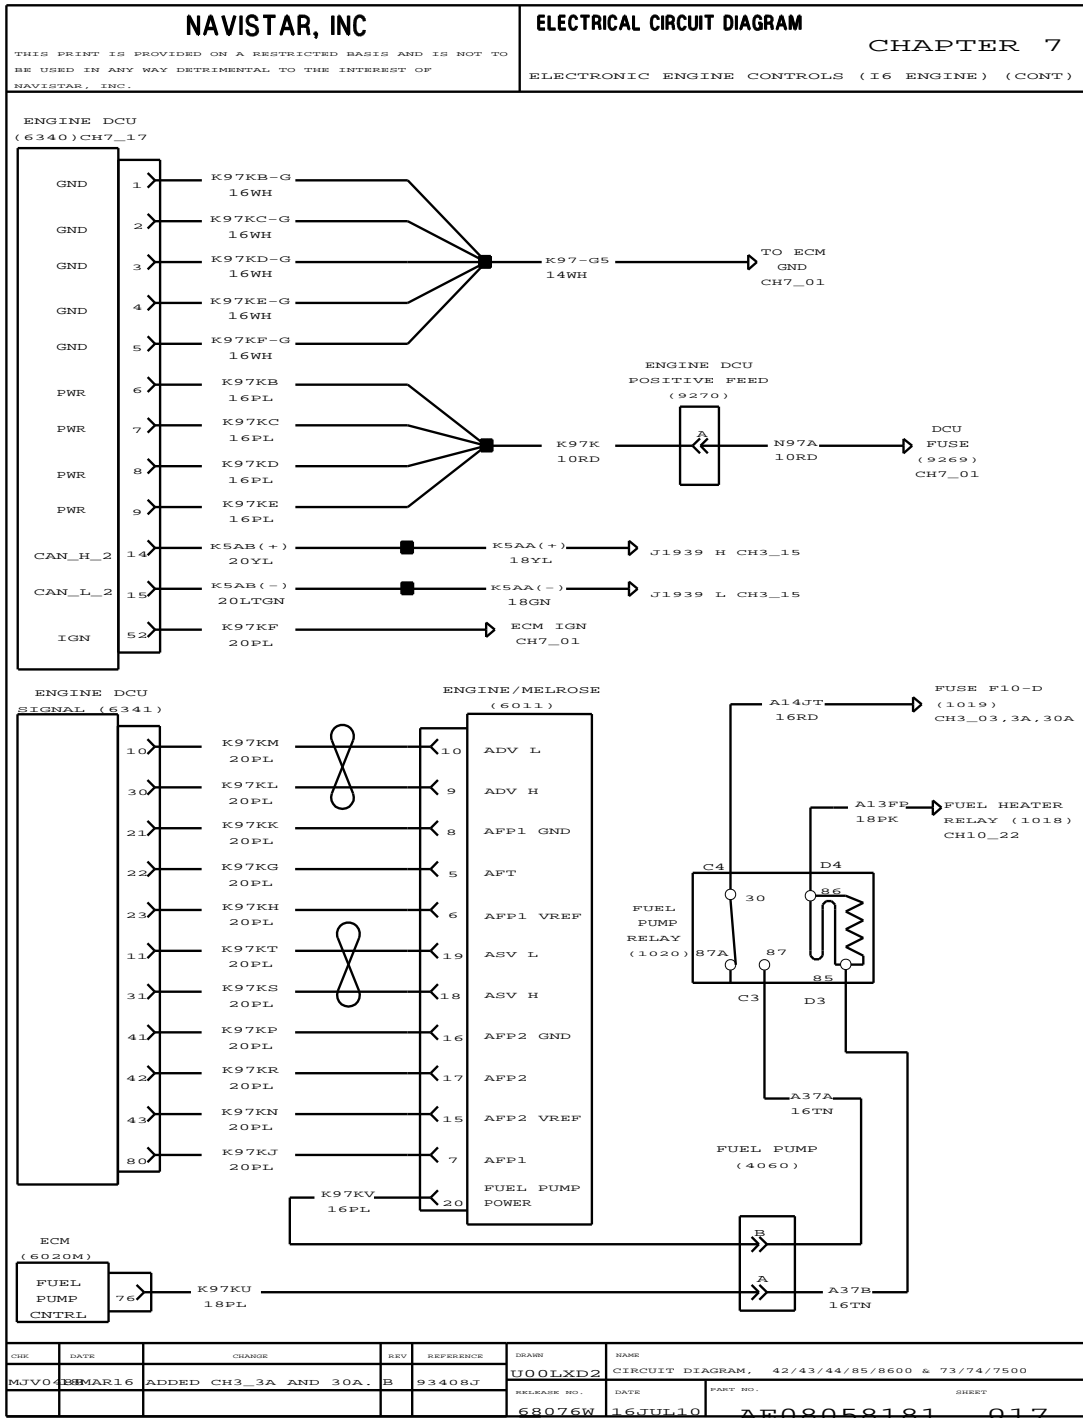 NAVISTAR, INC
THIS PRINT IS PROVIDED ON A RESTRICTED BASIS AND IS NOT TO
BE USED IN ANY WAY DETRIMENTAL TO THE INTEREST OF
NAVISTAR, INC.
ELECTRICAL CIRCUIT DIAGRAM
CHAPTER 7
ELECTRONIC ENGINE CONTROLS (I6 ENGINE) (CONT)
ENGINE DCU
(6340)CH7_17
GND 1 K97KB-G
16WH
GND 2 K97KC-G
16WH
GND 3 K97KD-G
16WH
GND 4 K97KE-G
16WH
GND 5 K97KF-G
16WH
K97-G5
14WH
TO ECM
GND
CH7_01
PWR 6 K97KB
16PL
PWR 7 K97KC
16PL
PWR 8 K97KD
16PL
PWR 9 K97KE
16PL
K97K
10RD
ENGINE DCU
POSITIVE FEED
(9270)
A
N97A
10RD
DCU
FUSE
(9269)
CH7_01
CAN_H_2 14 K5AB(+)
20YL
K5AA(+)
18YL
J1939 H CH3_15
CAN_L_2 15 K5AB(-)
20LTGN
K5AA(-)
18GN
J1939 L CH3_15
IGN 52 K97KF
20PL
ECM IGN
CH7_01
ENGINE DCU
SIGNAL (6341)
ENGINE/MELROSE
(6011)
10 K97KM 10 ADV L
20PL
30 K97KL 9 ADV H
20PL
21 K97KK 8 AFP1 GND
20PL
22 K97KG 5 AFT
20PL
23 K97KH 6 AFP1 VREF
20PL
11 K97KT 19 ASV L
20PL
31 K97KS 18 ASV H
20PL
41 K97KP 16 AFP2 GND
20PL
42 K97KR 17 AFP2
20PL
43 K97KN 15 AFP2 VREF
20PL
80 K97KJ 7 AFP1
20PL
K97KV 20 FUEL PUMP
16PL POWER
A14JT
16RD
FUSE F10-D
(1019)
CH3_03,3A,30A
A13FP
18PK
FUEL HEATER
RELAY (1018)
CH10_22
C4 D4
30 86
FUEL
PUMP
RELAY
(1020) 87A 87
85
C3 D3
A37A
16TN
FUEL PUMP
(4060)
B
A
A37B
16TN
ECM
(6020M)
FUEL
PUMP
CNTRL
76 K97KU
18PL
CHK DATE CHANGE REV REFERENCE
MAR16 ADDED CH3_3A AND 30A. B 93408J
DRAWN
U00LXD2
NAME
CIRCUIT DIAGRAM, 42/43/44/85/8600 & 73/74/7500
RELEASE NO.
68076W
DATE
16JUL10
PART NO.
AE08058181
SHEET
017